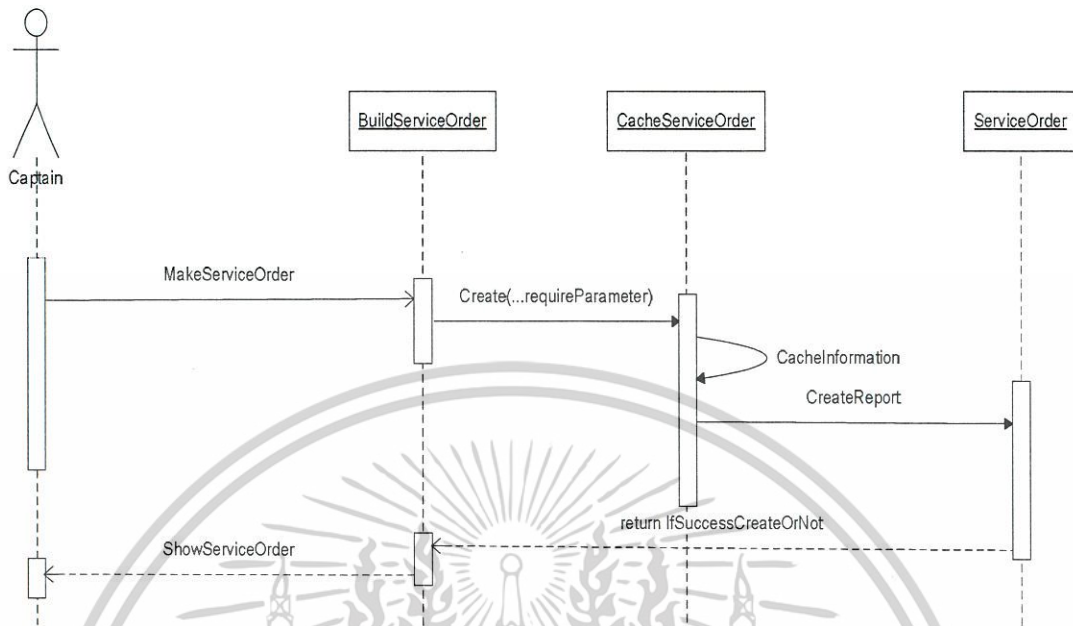 BuildServiceOrder
CacheServiceOrder
ServiceOrder
Captain
MakeServiceOrder
Create(...requireParameter)
CacheInformation
CreateReport
return IfSuccessCreateOrNot
ShowServiceOrder